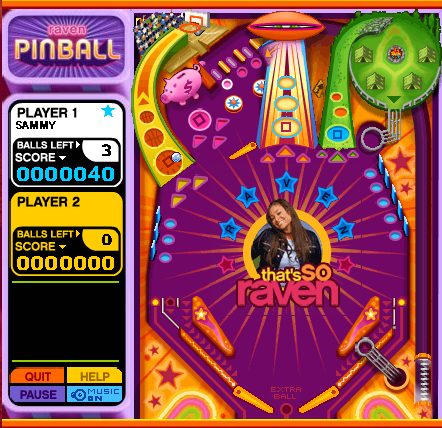 raven
PINBALL
PLAYER 1
SAMMY
BALLS LEFT 3
SCORE
0000040
PLAYER 2
BALLS LEFT 0
SCORE
0000000
QUIT HELP
PAUSE MUSIC ON
RAVEN
that's so
raven
EXTRA
BALL